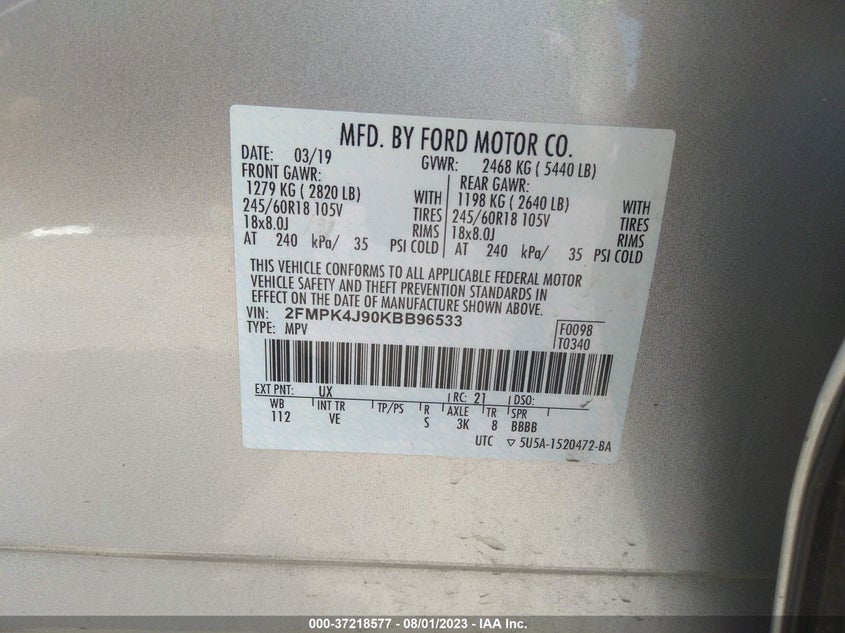 MFD. BY FORD MOTOR CO.
DATE: 03/19 GVWR: 2468 KG ( 5440 LB)
FRONT GAWR: REAR GAWR:
1279 KG ( 2820 LB) WITH 1198 KG ( 2640 LB) WITH
245/60R18 105V TIRES 245/60R18 105V TIRES
18x8.0J RIMS 18x8.0J RIMS
AT 240 kPa/ 35 PSI COLD AT 240 kPa/ 35 PSI COLD
THIS VEHICLE CONFORMS TO ALL APPLICABLE FEDERAL MOTOR
VEHICLE SAFETY AND THEFT PREVENTION STANDARDS IN
EFFECT ON THE DATE OF MANUFACTURE SHOWN ABOVE.
VIN: 2FMPK4J90KBB96533 F0098
TYPE: MPV T0340
EXT PNT: UX RC: 21 DSO:
WB INT TR TP/PS R AXLE TR SPR
112 VE S 3K 8 BBBB
UTC ▽ 5U5A-1520472-BA
000-37218577 - 08/01/2023 - IAA Inc.